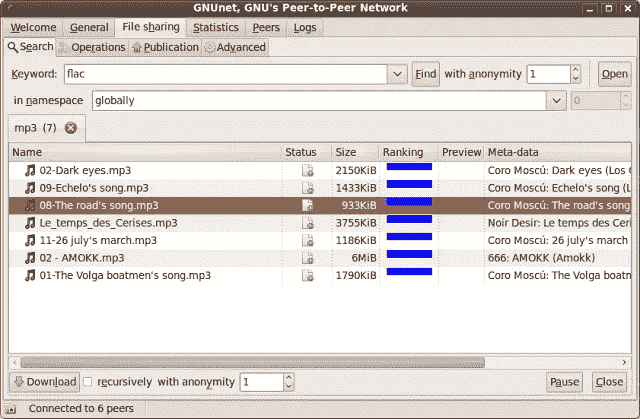 GNUnet, GNU's Peer-to-Peer Network
Welcome General File sharing Statistics Peers Logs
Search Operations Publication Advanced
Keyword: flac Find with anonymity 1 Open
in namespace globally 0
mp3 (7)
Name Status Size Ranking Preview Meta-data
02-Dark eyes.mp3 2150KiB Coro Moscú: Dark eyes (Los C
09-Echelo's song.mp3 1433KiB Coro Moscú: Echelo's song (L
08-The road's song.mp3 933KiB Coro Moscú: The road's song
Le_temps_des_Cerises.mp3 3755KiB Noir Desir: Le temps des Ceri
11-26 july's march.mp3 1186KiB Coro Moscú: 26 july's march
02 - AMOKK.mp3 6MiB 666: AMOKK (Amokk)
01-The Volga boatmen's song.mp3 1790KiB Coro Moscú: The Volga boatn
Download recursively with anonymity 1 Pause Close
Connected to 6 peers